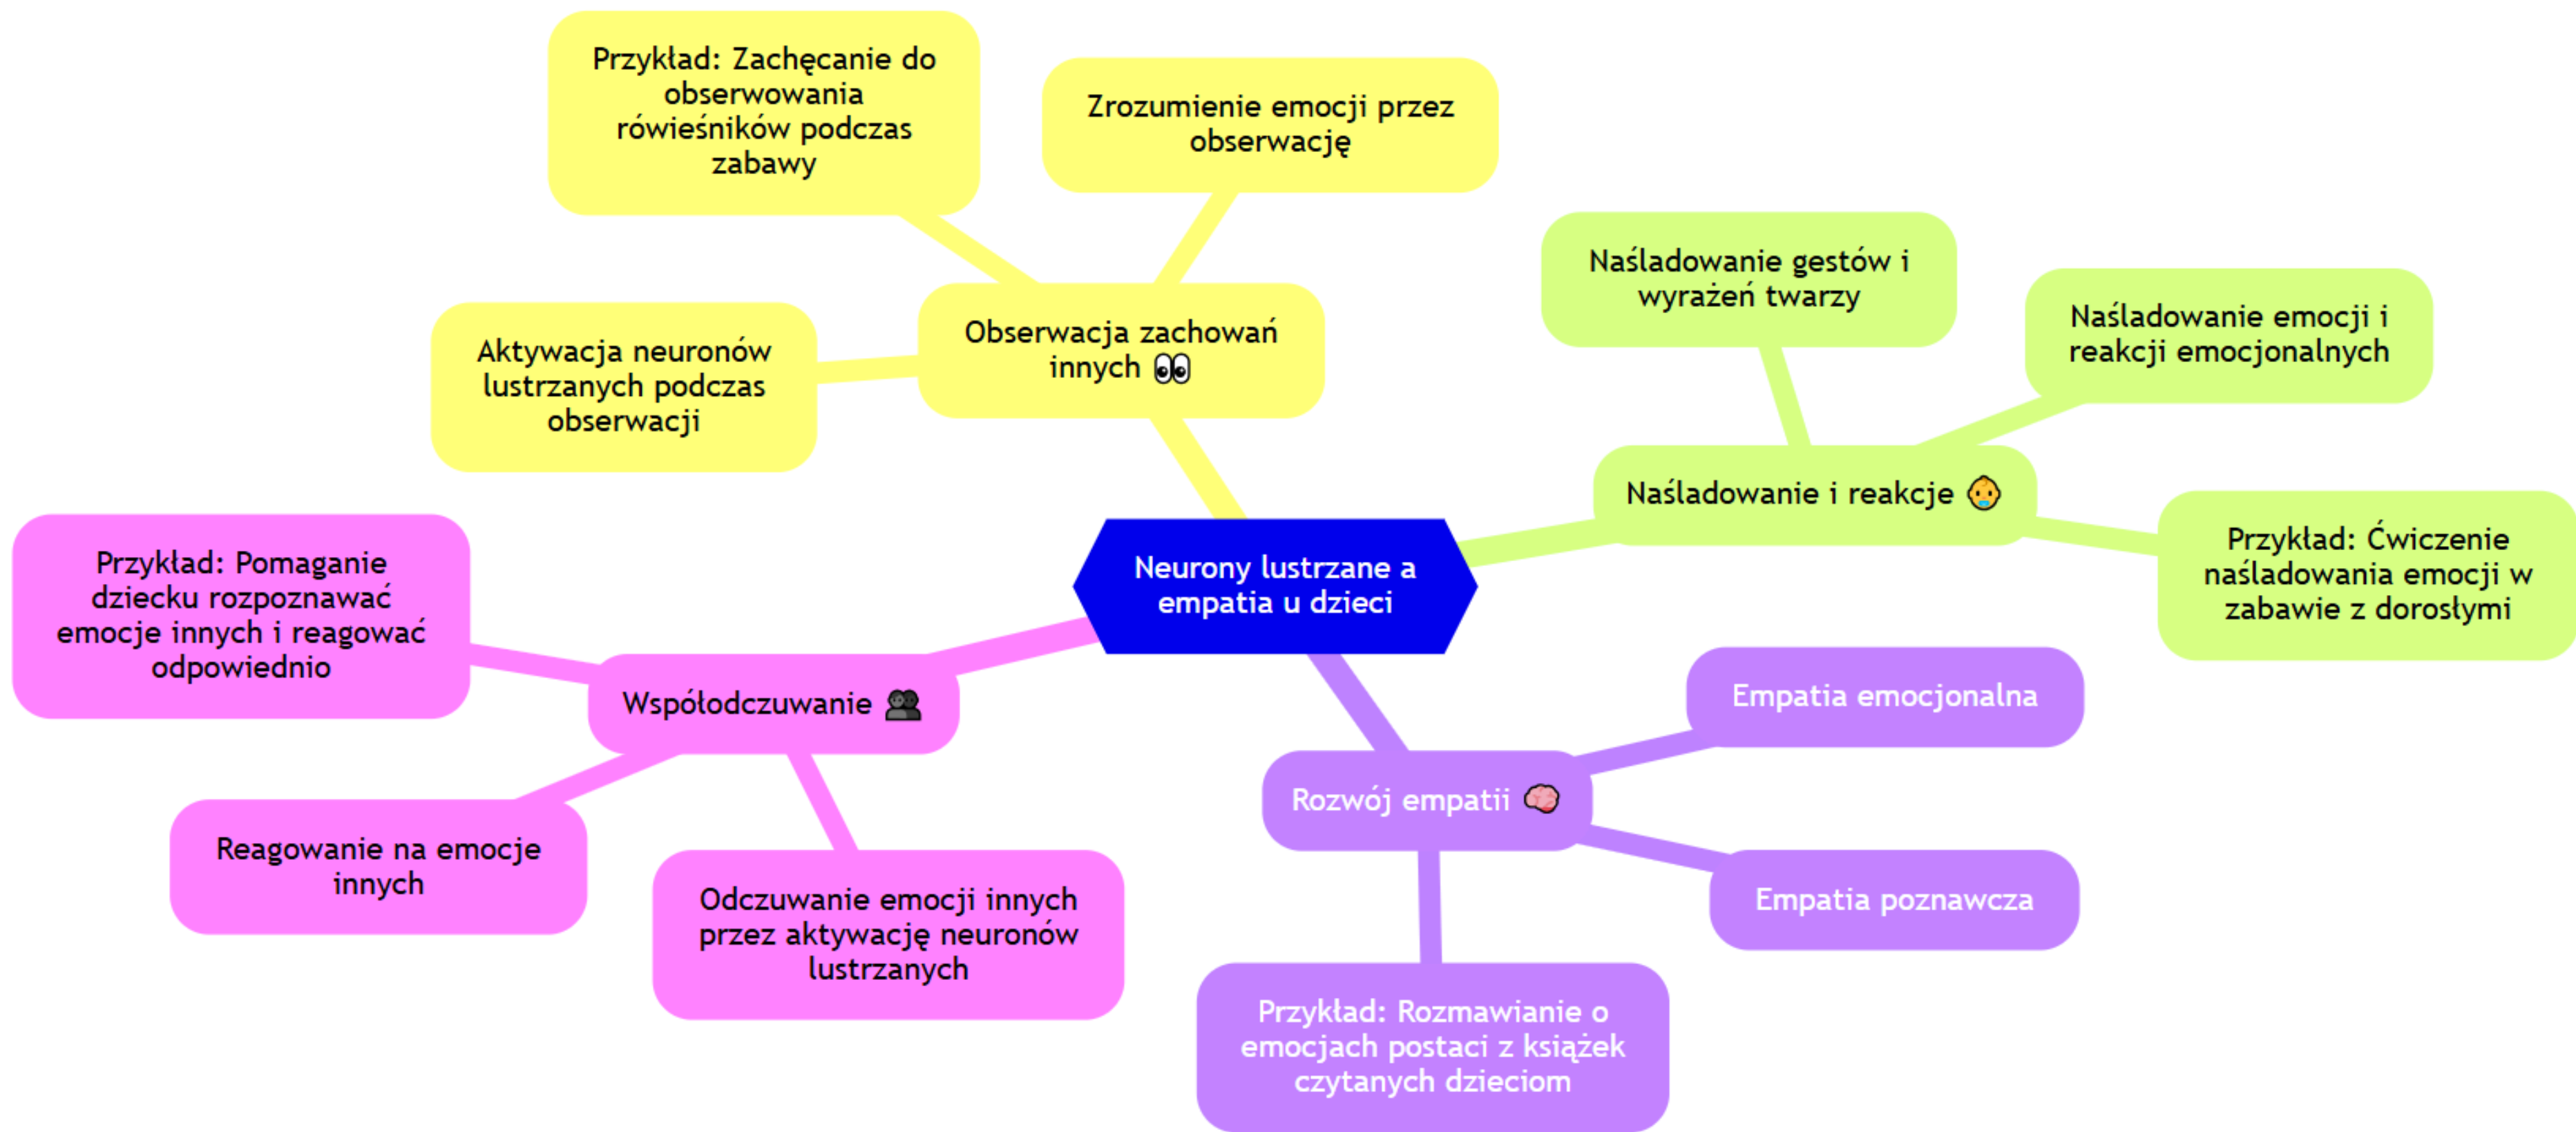 Przykład: Zachęcanie do
obserwowania
rówieśników podczas
zabawy
Zrozumienie emocji przez
obserwację
Aktywacja neuronów
lustrzanych podczas
obserwacji
Obserwacja zachowań
innych 👀
Naśladowanie gestów i
wyrażeń twarzy
Naśladowanie emocji i
reakcji emocjonalnych
Naśladowanie i reakcje 👶
Przykład: Ćwiczenie
naśladowania emocji w
zabawie z dorosłymi
Neurony lustrzane a
empatia u dzieci
Przykład: Pomaganie
dziecku rozpoznawać
emocje innych i reagować
odpowiednio
Współodczuwanie 👥
Reagowanie na emocje
innych
Odczuwanie emocji innych
przez aktywację neuronów
lustrzanych
Rozwój empatii 🧠
Empatia emocjonalna
Empatia poznawcza
Przykład: Rozmawianie o
emocjach postaci z książek
czytanych dzieciom